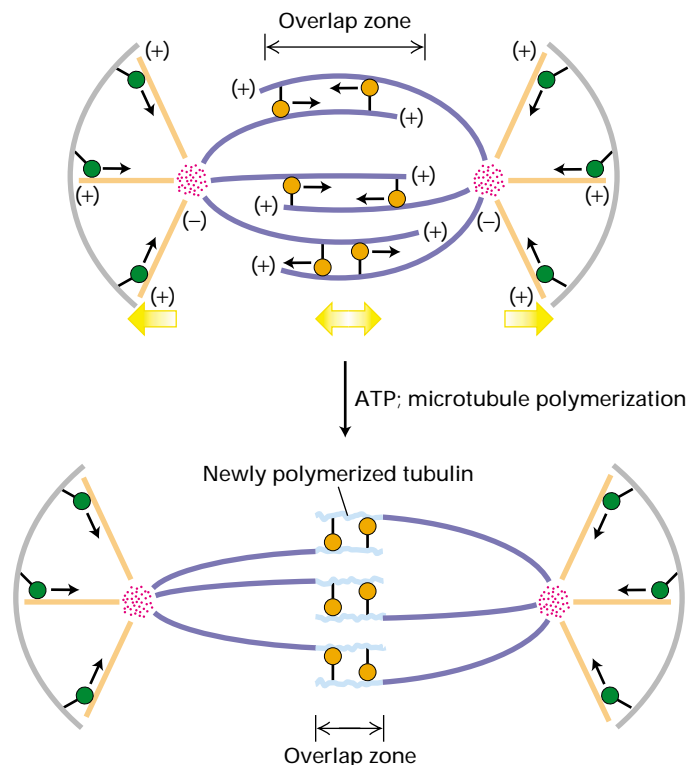 Overlap zone
(+) (+)
(+) (+)
(+) (+) (+) (+)
(-) (+) (+) (-)
(+)
(+) (+)
ATP; microtubule polymerization
Newly polymerized tubulin
Overlap zone